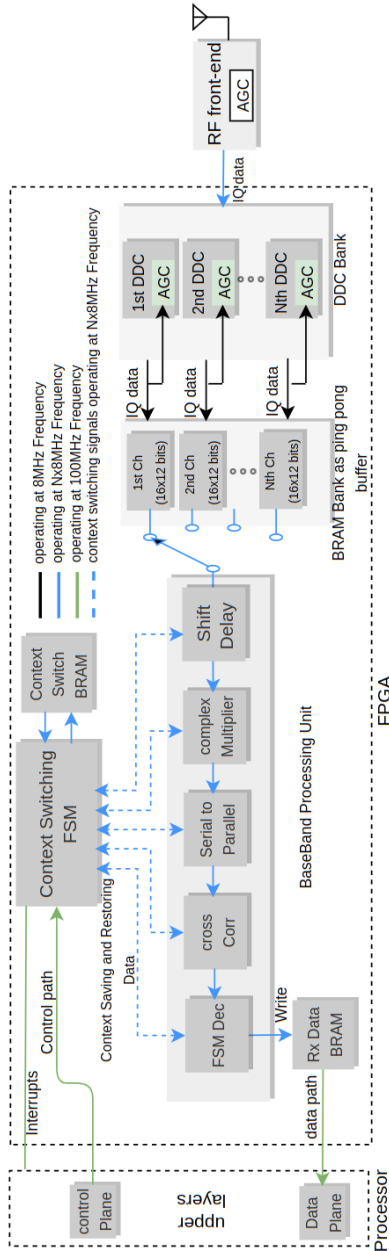 operating at 8MHz Frequency
operating at Nx8MHz Frequency
operating at 100MHz Frequency
context switching signals operating at Nx8MHz Frequency
Interrupts
Control path
control
Plane
upper
layers
Data
Plane
Processor
Context Switching
FSM
Context
Switch
BRAM
Context Saving and Restoring
Data
FSM Dec
cross
Corr
Serial to
Parallel
complex
Multiplier
Shift
Delay
BaseBand Processing Unit
Write
Rx Data
BRAM
data path
FPGA
1st Ch
(16x12 bits)
2nd Ch
(16x12 bits)
Nth Ch
(16x12 bits)
BRAM Bank as ping pong
buffer
IQ data
IQ data
IQ data
1st DDC
AGC
2nd DDC
AGC
Nth DDC
AGC
DDC Bank
IQ data
RF front-end
AGC